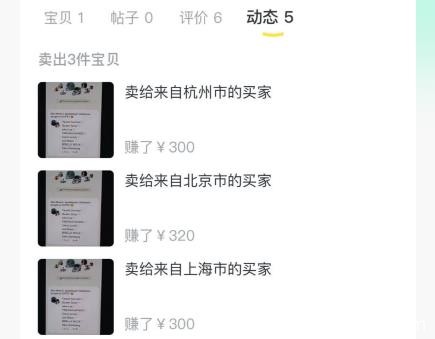 宝贝 1 帖子 0 评价 6 动态 5
卖出3件宝贝
卖给来自杭州市的买家
赚了￥300
卖给来自北京市的买家
赚了￥320
卖给来自上海市的买家
赚了￥300